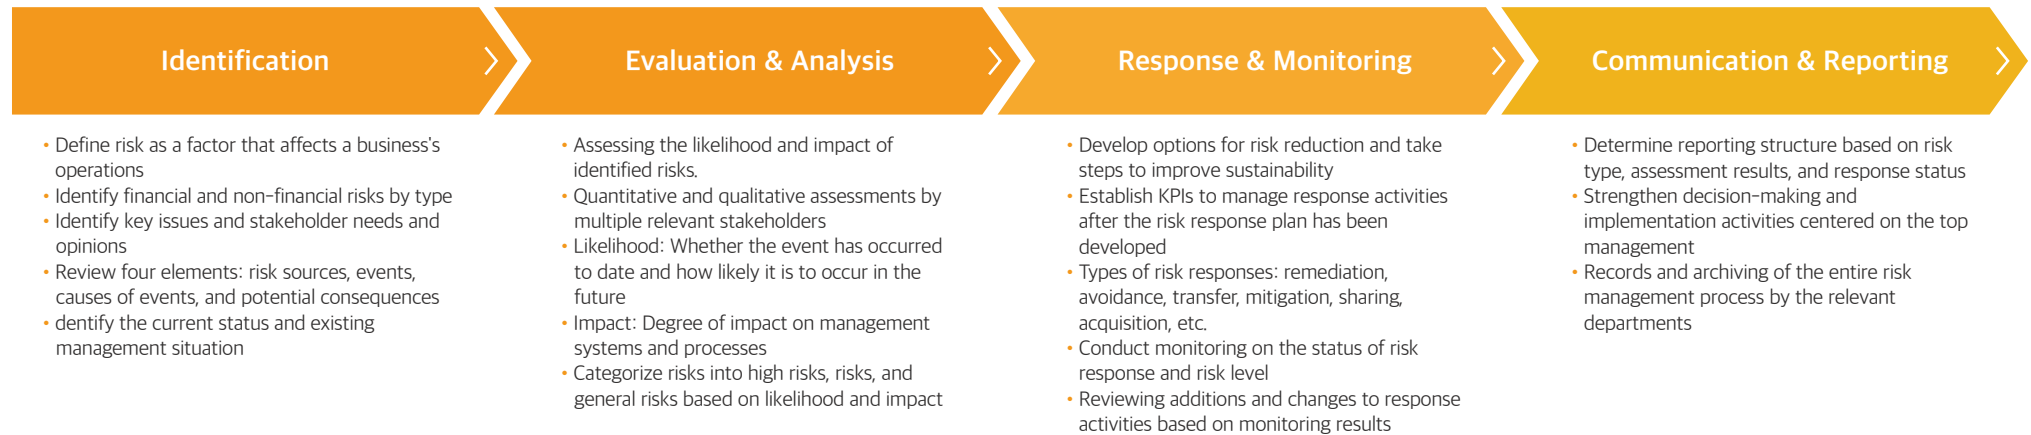 Identification
• Define risk as a factor that affects a business's
operations
• Identify financial and non-financial risks by type
• Identify key issues and stakeholder needs and
opinions
• Review four elements: risk sources, events,
causes of events, and potential consequences
• dentify the current status and existing
management situation
Evaluation & Analysis
• Assessing the likelihood and impact of
identified risks.
• Quantitative and qualitative assessments by
multiple relevant stakeholders
• Likelihood: Whether the event has occurred
to date and how likely it is to occur in the
future
• Impact: Degree of impact on management
systems and processes
• Categorize risks into high risks, risks, and
general risks based on likelihood and impact
Response & Monitoring
• Develop options for risk reduction and take
steps to improve sustainability
• Establish KPIs to manage response activities
after the risk response plan has been
developed
• Types of risk responses: remediation,
avoidance, transfer, mitigation, sharing,
acquisition, etc.
• Conduct monitoring on the status of risk
response and risk level
• Reviewing additions and changes to response
activities based on monitoring results
Communication & Reporting
• Determine reporting structure based on risk
type, assessment results, and response status
• Strengthen decision-making and
implementation activities centered on the top
management
• Records and archiving of the entire risk
management process by the relevant
departments